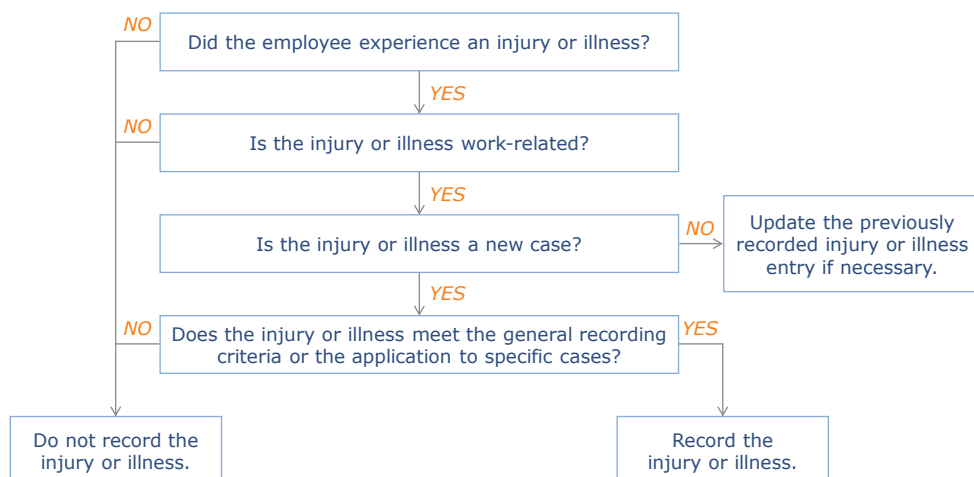 NO
Did the employee experience an injury or illness?
YES
NO
Is the injury or illness work-related?
YES
Is the injury or illness a new case?
NO
Update the previously
recorded injury or illness
entry if necessary.
YES
NO
Does the injury or illness meet the general recording
criteria or the application to specific cases?
YES
Do not record the
injury or illness.
Record the
injury or illness.